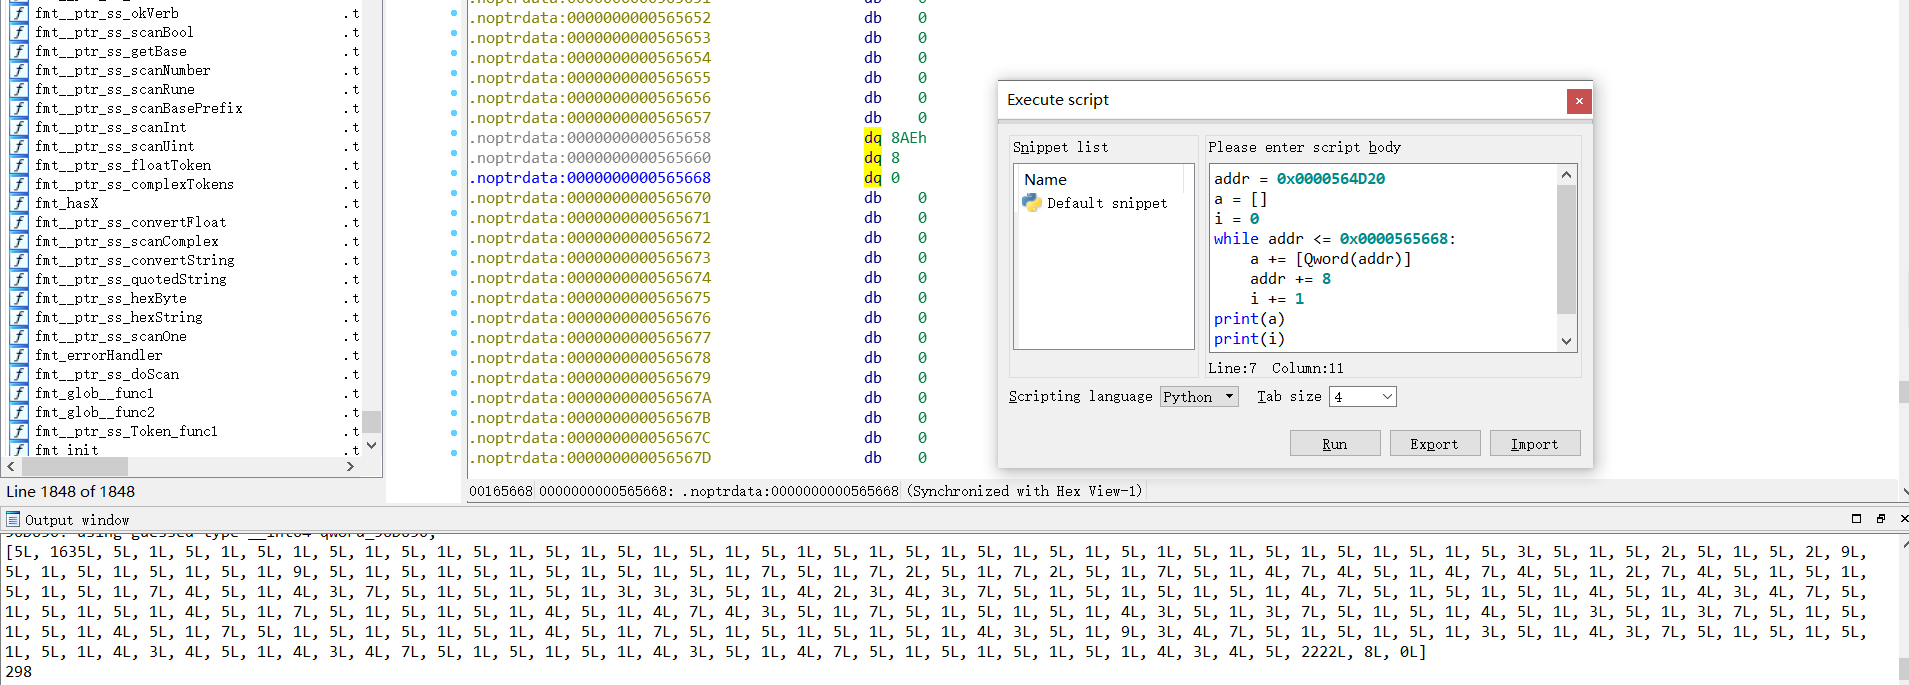 fmt__ptr_ss_okVerb .t
fmt__ptr_ss_scanBool .t
fmt__ptr_ss_getBase .t
fmt__ptr_ss_scanNumber .t
fmt__ptr_ss_scanRune .t
fmt__ptr_ss_scanBasePrefix .t
fmt__ptr_ss_scanInt .t
fmt__ptr_ss_scanUint .t
fmt__ptr_ss_floatToken .t
fmt__ptr_ss_complexTokens .t
fmt_hasX .t
fmt__ptr_ss_convertFloat .t
fmt__ptr_ss_scanComplex .t
fmt__ptr_ss_convertString .t
fmt__ptr_ss_quotedString .t
fmt__ptr_ss_hexByte .t
fmt__ptr_ss_hexString .t
fmt__ptr_ss_scanOne .t
fmt_errorHandler .t
fmt__ptr_ss_doScan .t
fmt_glob__func1 .t
fmt_glob__func2 .t
fmt__ptr_ss_Token_func1 .t
fmt_init .t
Line 1848 of 1848
.noptrdata:0000000000565652 db 0
.noptrdata:0000000000565653 db 0
.noptrdata:0000000000565654 db 0
.noptrdata:0000000000565655 db 0
.noptrdata:0000000000565656 db 0
.noptrdata:0000000000565657 db 0
.noptrdata:0000000000565658 dq 8AEh
.noptrdata:0000000000565660 dq 8
.noptrdata:0000000000565668 dq 0
.noptrdata:0000000000565670 db 0
.noptrdata:0000000000565671 db 0
.noptrdata:0000000000565672 db 0
.noptrdata:0000000000565673 db 0
.noptrdata:0000000000565674 db 0
.noptrdata:0000000000565675 db 0
.noptrdata:0000000000565676 db 0
.noptrdata:0000000000565677 db 0
.noptrdata:0000000000565678 db 0
.noptrdata:0000000000565679 db 0
.noptrdata:000000000056567A db 0
.noptrdata:000000000056567B db 0
.noptrdata:000000000056567C db 0
.noptrdata:000000000056567D db 0
00165668 0000000000565668: .noptrdata:0000000000565668 (Synchronized with Hex View-1)
Execute script
Snippet list
Name
Default snippet
Please enter script body
addr = 0x0000564D20
a = []
i = 0
while addr <= 0x0000565668:
    a += [Qword(addr)]
    addr += 8
    i += 1
print(a)
print(i)
Line:7 Column:11
Scripting language Python Tab size 4
Run Export Import
Output window
[5L, 1635L, 5L, 1L, 5L, 1L, 5L, 1L, 5L, 1L, 5L, 1L, 5L, 1L, 5L, 1L, 5L, 1L, 5L, 1L, 5L, 1L, 5L, 1L, 5L, 1L, 5L, 1L, 5L, 1L, 5L, 1L, 5L, 1L, 5L, 1L, 5L, 1L, 5L, 1L, 5L, 3L, 5L, 1L, 5L, 2L, 5L, 1L, 5L, 2L, 9L,
5L, 1L, 5L, 1L, 5L, 1L, 5L, 1L, 9L, 5L, 1L, 5L, 1L, 5L, 1L, 5L, 1L, 5L, 1L, 5L, 1L, 7L, 5L, 1L, 7L, 2L, 5L, 1L, 7L, 2L, 5L, 1L, 7L, 5L, 1L, 4L, 7L, 4L, 5L, 1L, 4L, 7L, 4L, 5L, 1L, 2L, 7L, 4L, 5L, 1L, 5L, 1L,
5L, 1L, 5L, 1L, 7L, 4L, 5L, 1L, 4L, 3L, 7L, 5L, 1L, 5L, 1L, 5L, 1L, 3L, 3L, 3L, 5L, 1L, 4L, 2L, 3L, 4L, 3L, 7L, 5L, 1L, 5L, 1L, 5L, 1L, 5L, 1L, 4L, 7L, 5L, 1L, 5L, 1L, 5L, 1L, 4L, 5L, 1L, 4L, 3L, 4L, 7L, 5L,
1L, 5L, 1L, 5L, 1L, 4L, 5L, 1L, 7L, 5L, 1L, 5L, 1L, 5L, 1L, 4L, 5L, 1L, 4L, 7L, 4L, 3L, 5L, 1L, 7L, 5L, 1L, 5L, 1L, 5L, 1L, 4L, 3L, 5L, 1L, 3L, 7L, 5L, 1L, 5L, 1L, 4L, 5L, 1L, 3L, 5L, 1L, 3L, 7L, 5L, 1L, 5L,
1L, 5L, 1L, 4L, 5L, 1L, 7L, 5L, 1L, 5L, 1L, 5L, 1L, 5L, 1L, 4L, 5L, 1L, 7L, 5L, 1L, 5L, 1L, 5L, 1L, 5L, 1L, 4L, 3L, 5L, 1L, 9L, 3L, 4L, 7L, 5L, 1L, 5L, 1L, 5L, 1L, 3L, 5L, 1L, 4L, 3L, 7L, 5L, 1L, 5L, 1L, 5L,
1L, 5L, 1L, 4L, 3L, 4L, 5L, 1L, 4L, 3L, 4L, 7L, 5L, 1L, 5L, 1L, 5L, 1L, 4L, 3L, 5L, 1L, 4L, 7L, 5L, 1L, 5L, 1L, 5L, 1L, 5L, 1L, 4L, 3L, 4L, 5L, 2222L, 8L, 0L]
298